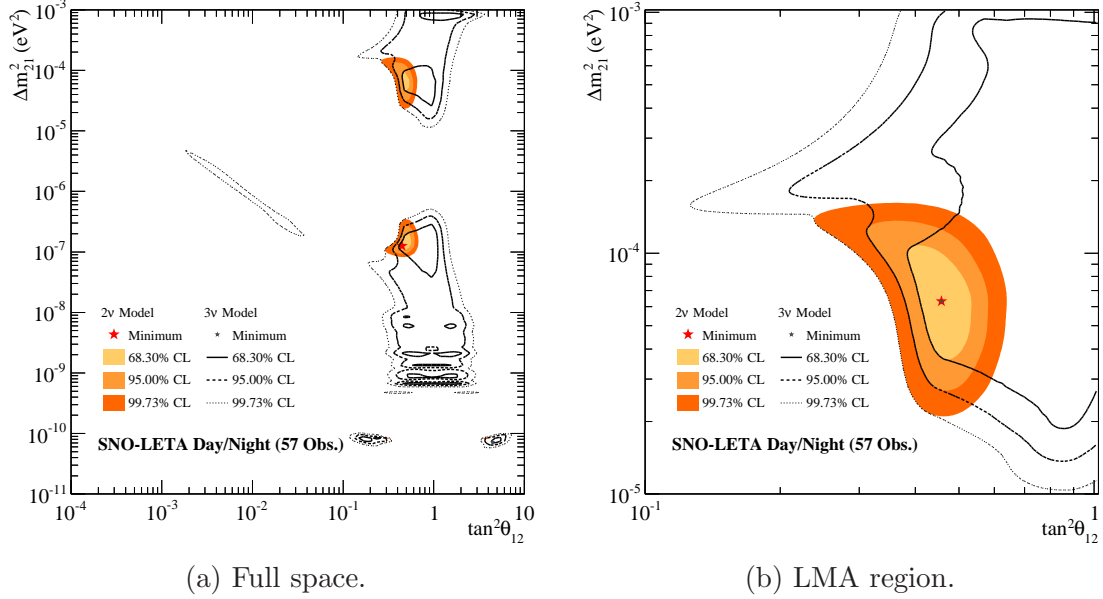 Δm²₂₁ (eV²)
10⁻³
10⁻⁴
10⁻⁵
10⁻⁶
10⁻⁷
10⁻⁸
10⁻⁹
10⁻¹⁰
10⁻¹¹
2ν Model 3ν Model
Minimum Minimum
68.30% CL 68.30% CL
95.00% CL 95.00% CL
99.73% CL 99.73% CL
SNO-LETA Day/Night (57 Obs.)
10⁻⁴ 10⁻³ 10⁻² 10⁻¹ 1 10
tan²θ₁₂
(a) Full space.
Δm²₂₁ (eV²)
10⁻³
10⁻⁴
10⁻⁵
2ν Model 3ν Model
Minimum Minimum
68.30% CL 68.30% CL
95.00% CL 95.00% CL
99.73% CL 99.73% CL
SNO-LETA Day/Night (57 Obs.)
10⁻¹ 1
tan²θ₁₂
(b) LMA region.